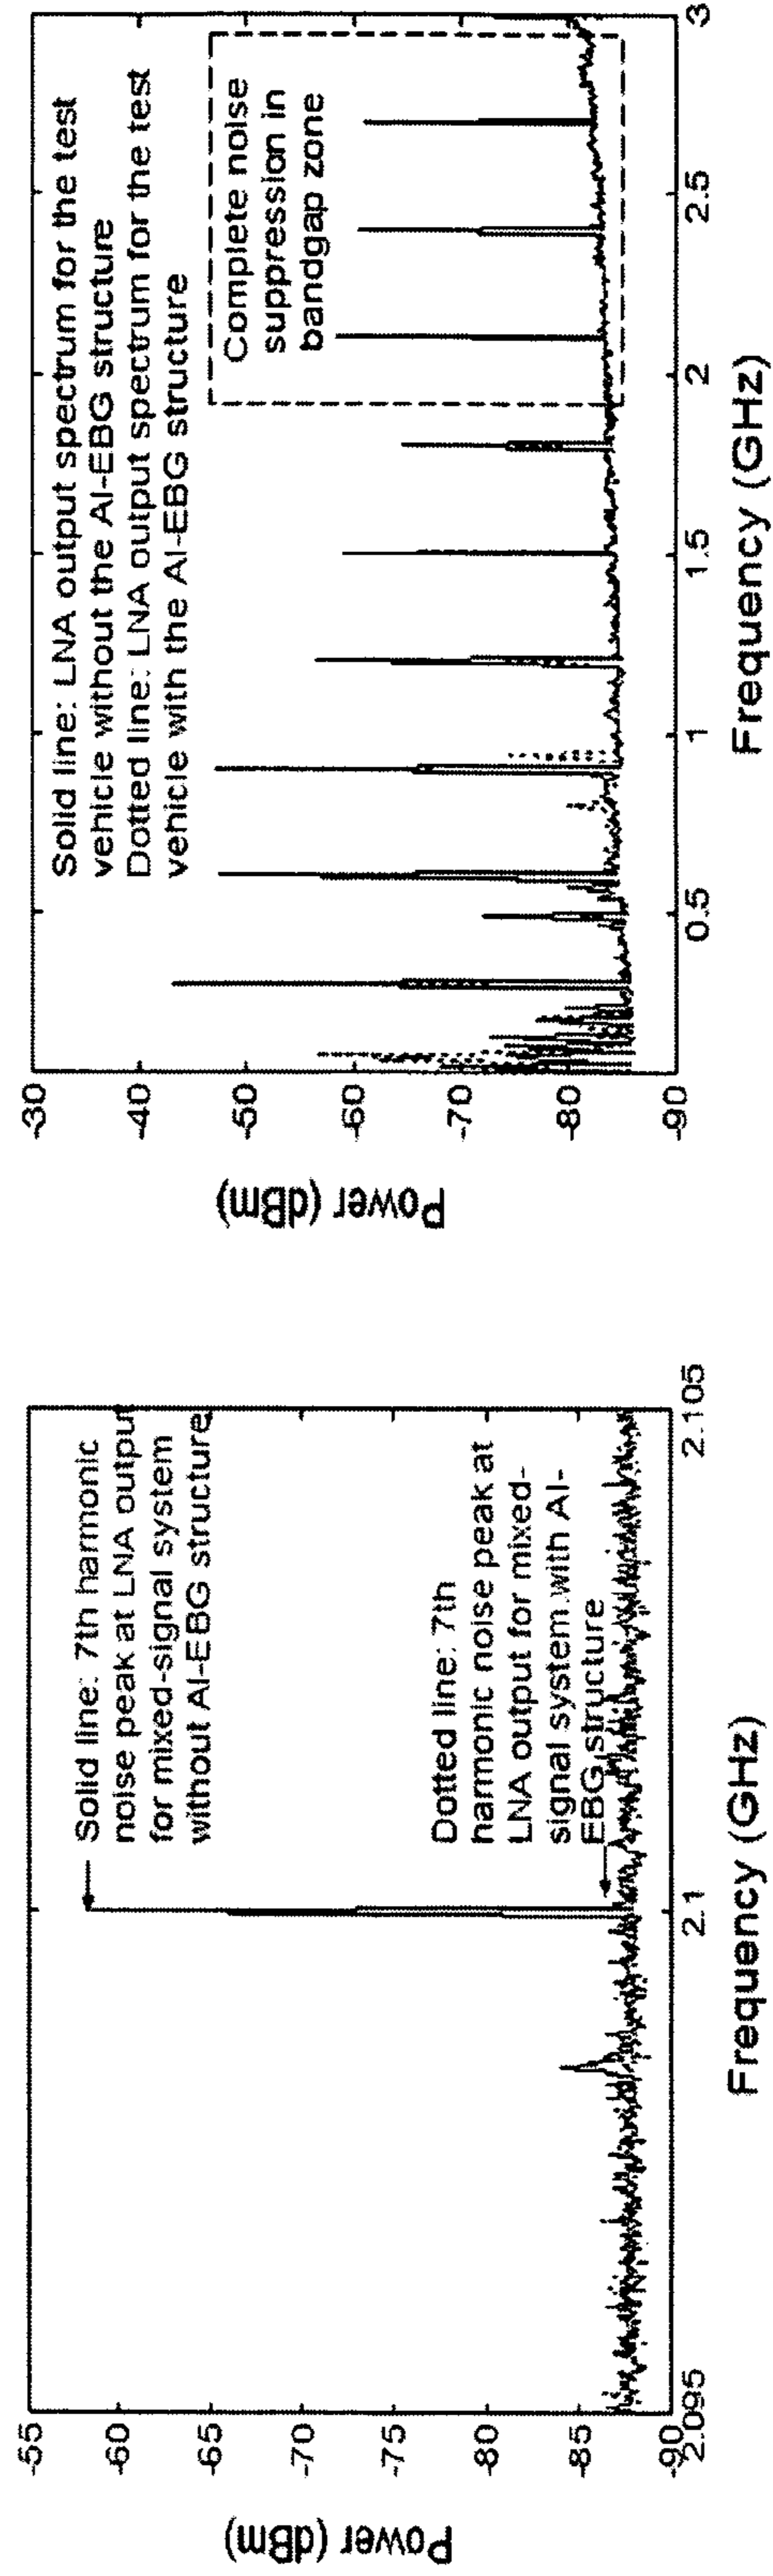 -55
-60
-65
-70
-75
-80
-85
-90
Power (dBm)
Solid line: 7th harmonic
noise peak at LNA output
for mixed-signal system
without AI-EBG structure
Dotted line: 7th
harmonic noise peak at
LNA output for mixed-
signal system with AI-
EBG structure
2.095
2.1
2.105
Frequency (GHz)
-30
-40
-50
-60
-70
-80
-90
Power (dBm)
Solid line: LNA output spectrum for the test
vehicle without the AI-EBG structure
Dotted line: LNA output spectrum for the test
vehicle with the AI-EBG structure
Complete noise
suppression in
bandgap zone
0.5
1
1.5
2
2.5
3
Frequency (GHz)